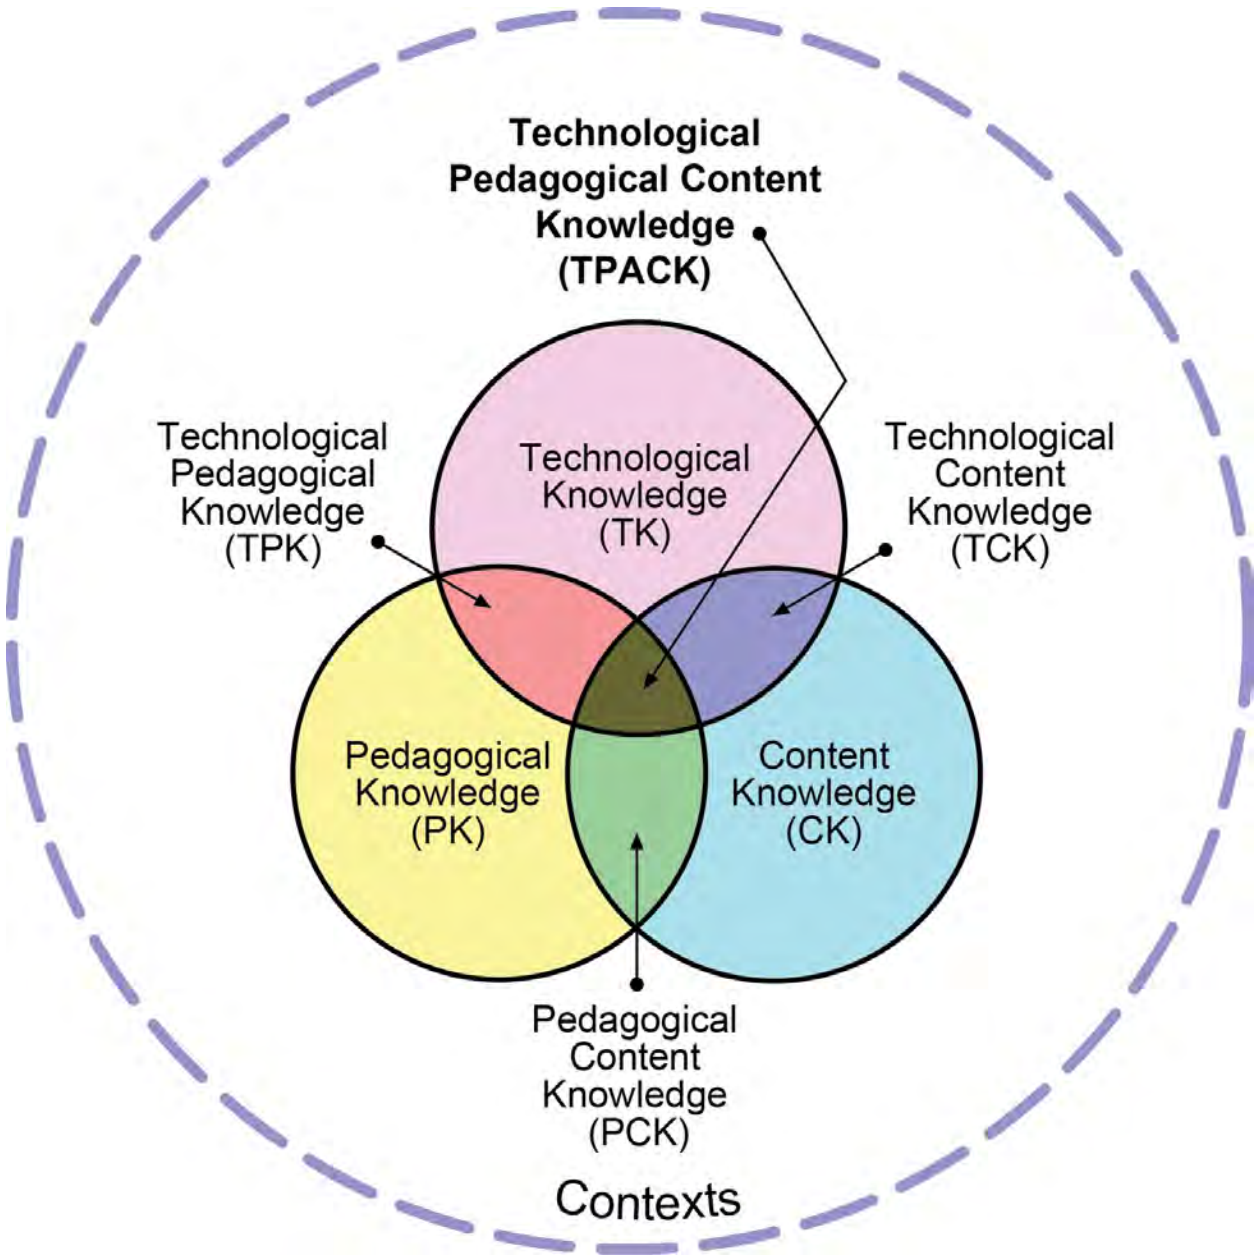 Technological
Pedagogical Content
Knowledge
(TPACK)
Technological
Pedagogical
Knowledge
(TPK)
Technological
Knowledge
(TK)
Technological
Content
Knowledge
(TCK)
Pedagogical
Knowledge
(PK)
Content
Knowledge
(CK)
Pedagogical
Content
Knowledge
(PCK)
Contexts